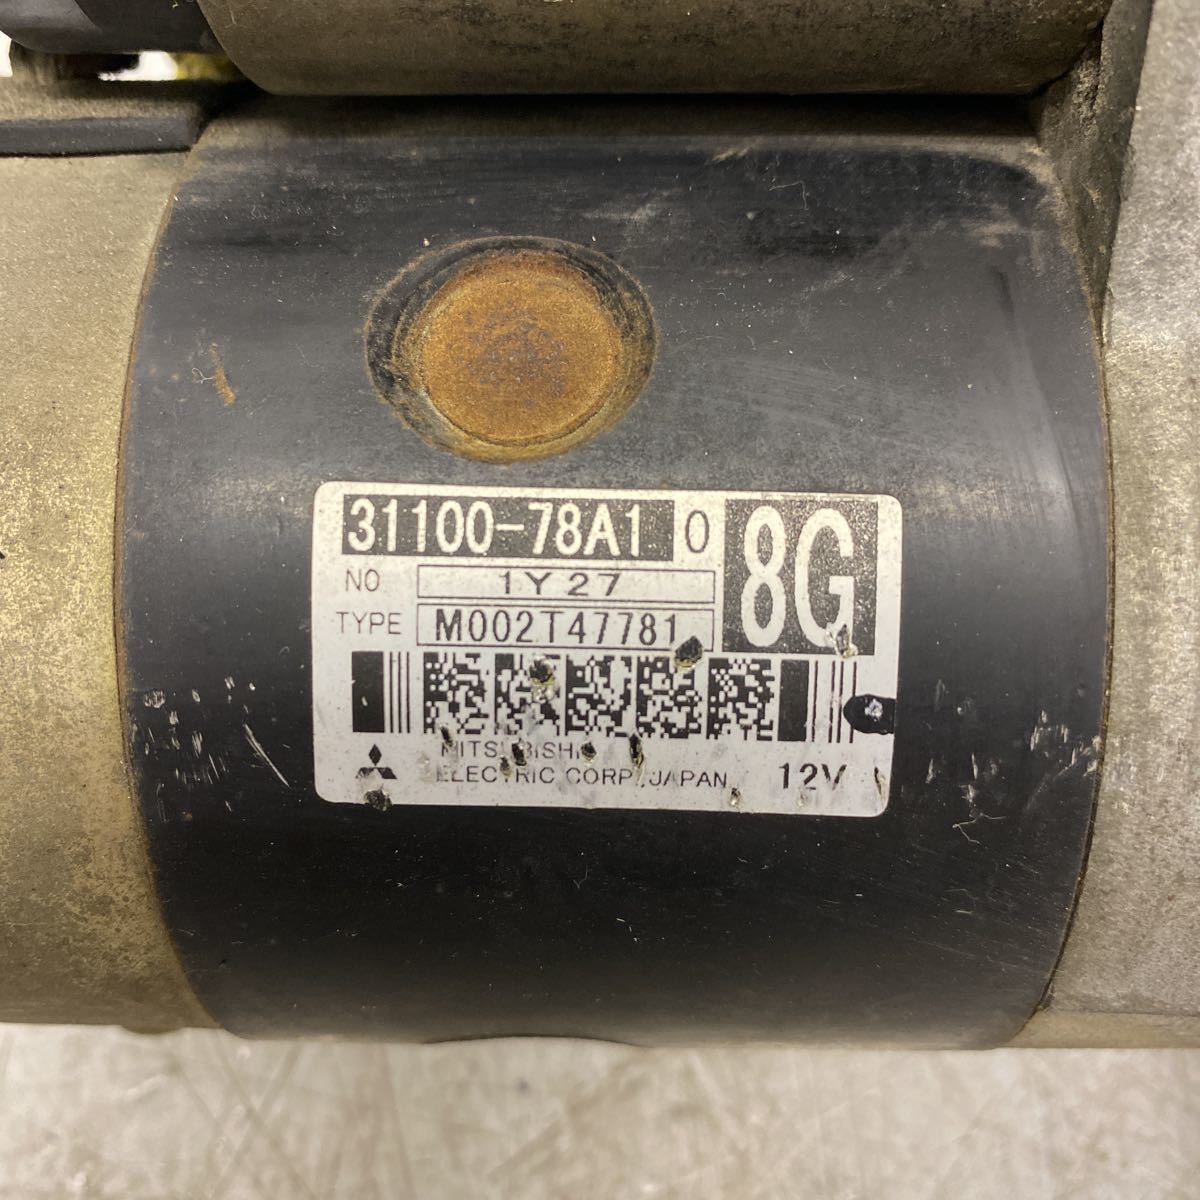 31100-78A1 0
8G
NO 1Y27
TYPE M002T47781
MITSUBISHI
ELECTRIC CORP. JAPAN 12V